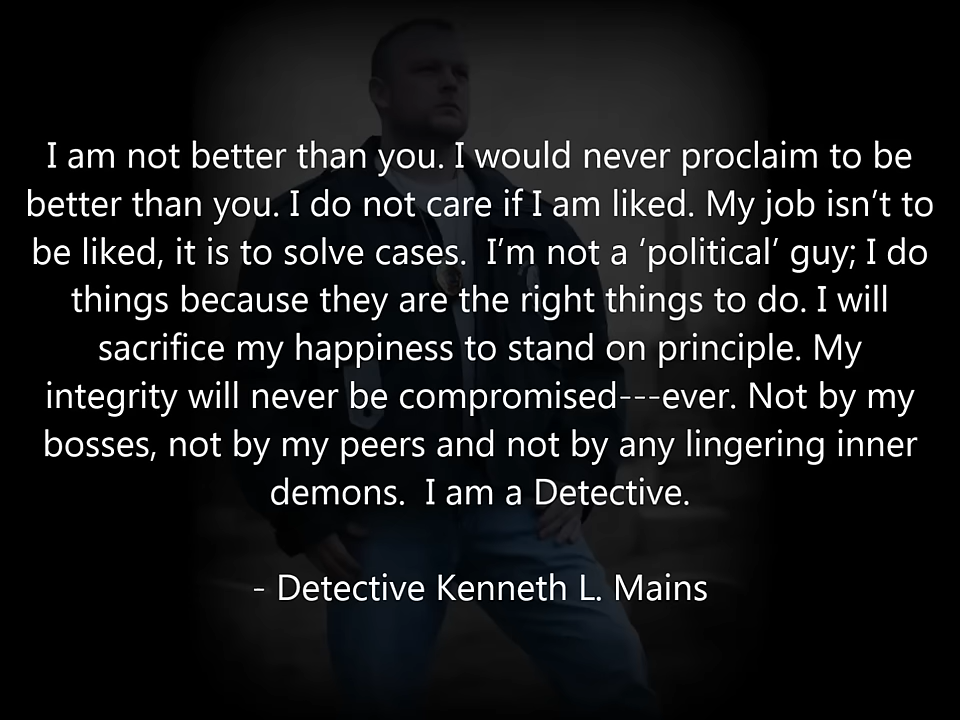 I am not better than you. I would never proclaim to be
better than you. I do not care if I am liked. My job isn’t to
be liked, it is to solve cases.  I’m not a ‘political’ guy; I do
things because they are the right things to do. I will
sacrifice my happiness to stand on principle. My
integrity will never be compromised---ever. Not by my
bosses, not by my peers and not by any lingering inner
demons.  I am a Detective.
- Detective Kenneth L. Mains